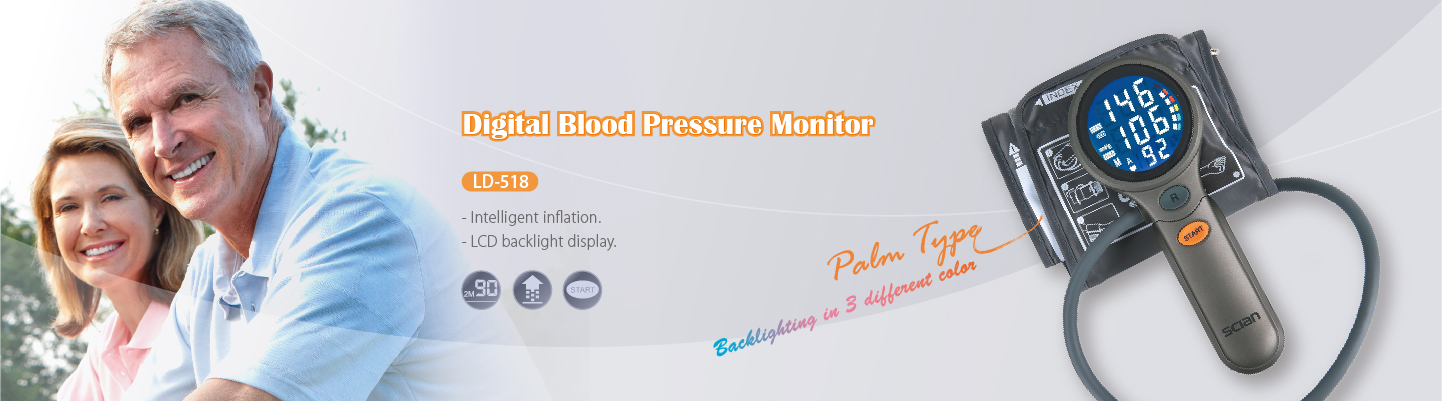 Digital Blood Pressure Monitor
LD-518
- Intelligent inflation.
- LCD backlight display.
2M 90
START
Palm Type
Backlighting in 3 different color
INDEX
146
106
92
M A
R
START
scian